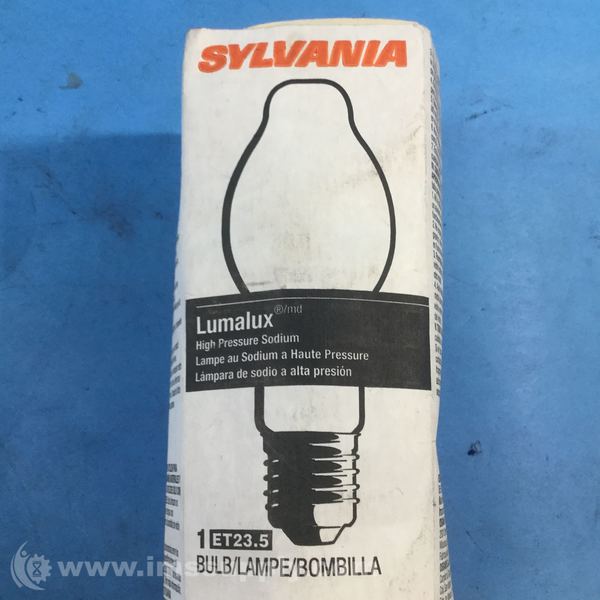 SYLVANIA
Lumalux®/md
High Pressure Sodium
Lampe au Sodium a Haute Pressure
Lámpara de sodio a alta presión
1 ET23.5
BULB/LAMPE/BOMBILLA